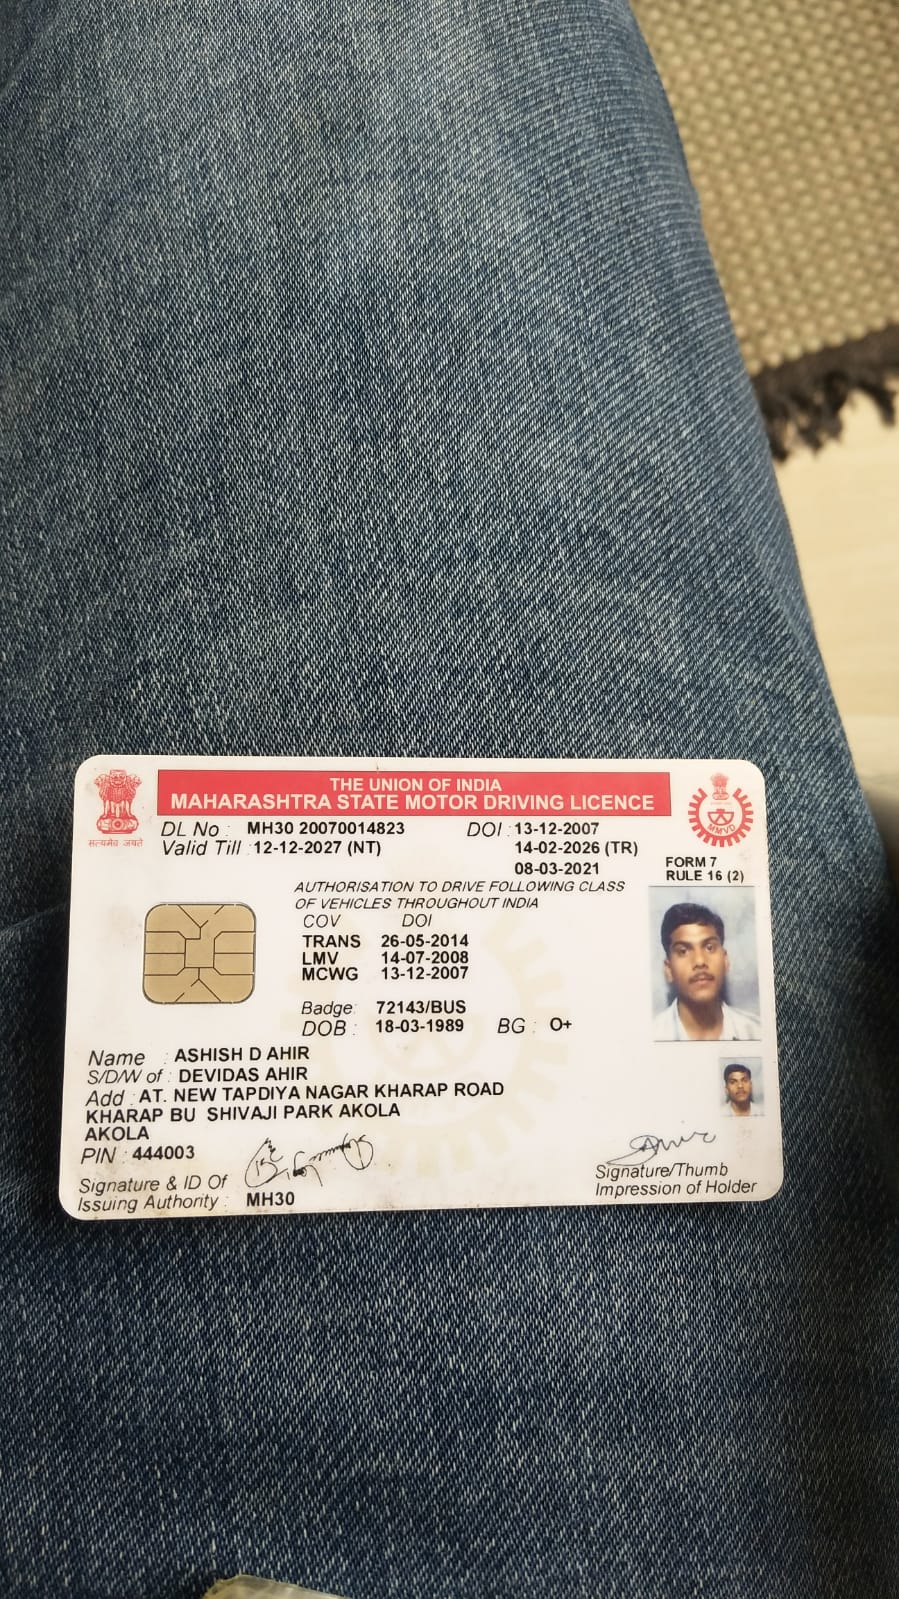 THE UNION OF INDIA
MAHARASHTRA STATE MOTOR DRIVING LICENCE
सत्यमेव जयते
MMVD
DL No : MH30 20070014823 DOI : 13-12-2007
Valid Till : 12-12-2027 (NT) 14-02-2026 (TR)
08-03-2021
FORM 7
RULE 16 (2)
AUTHORISATION TO DRIVE FOLLOWING CLASS
OF VEHICLES THROUGHOUT INDIA
COV DOI
TRANS 26-05-2014
LMV 14-07-2008
MCWG 13-12-2007
Badge: 72143/BUS
DOB : 18-03-1989 BG : O+
Name : ASHISH D AHIR
S/D/W of : DEVIDAS AHIR
Add : AT. NEW TAPDIYA NAGAR KHARAP ROAD
KHARAP BU SHIVAJI PARK AKOLA
AKOLA
PIN : 444003
Signature & ID Of
Issuing Authority : MH30
Signature/Thumb
Impression of Holder